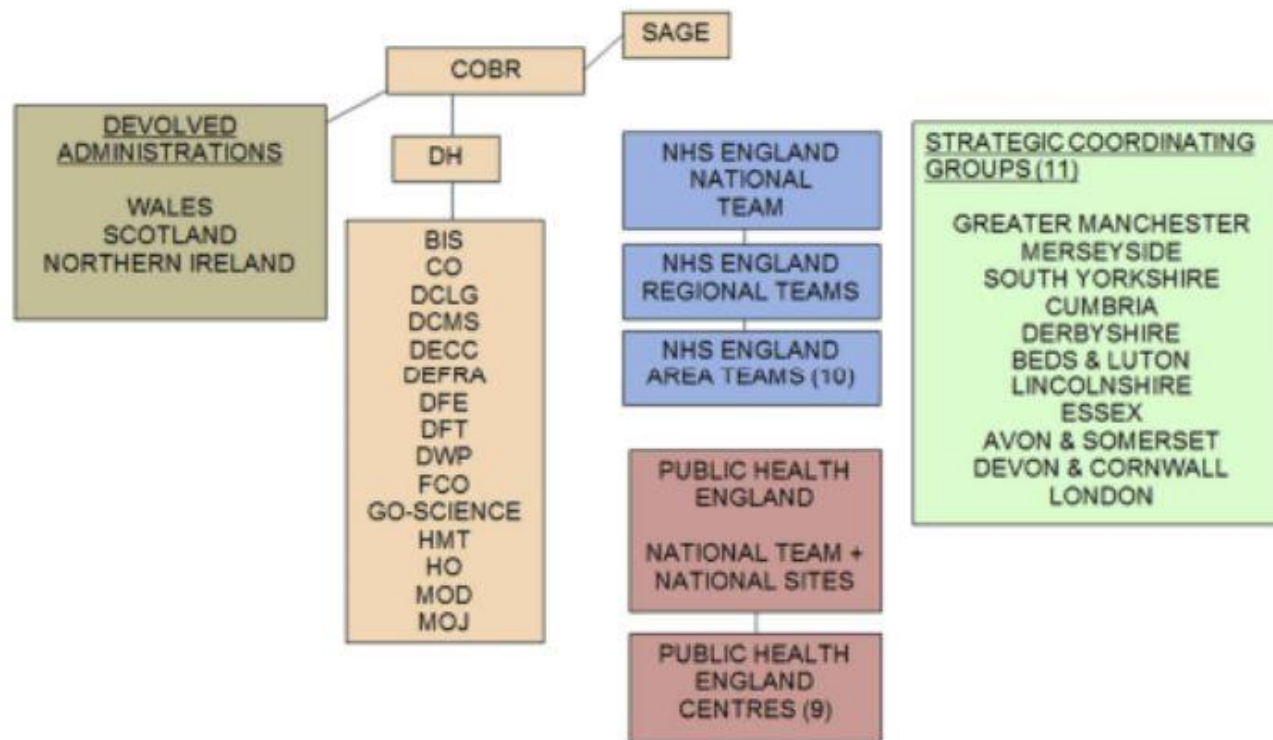 SAGE
COBR
DEVOLVED
ADMINISTRATIONS
WALES
SCOTLAND
NORTHERN IRELAND
DH
BIS
CO
DCLG
DCMS
DECC
DEFRA
DFE
DFT
DWP
FCO
GO-SCIENCE
HMT
HO
MOD
MOJ
NHS ENGLAND
NATIONAL
TEAM
NHS ENGLAND
REGIONAL TEAMS
NHS ENGLAND
AREA TEAMS (10)
PUBLIC HEALTH
ENGLAND
NATIONAL TEAM +
NATIONAL SITES
PUBLIC HEALTH
ENGLAND
CENTRES (9)
STRATEGIC COORDINATING
GROUPS (11)
GREATER MANCHESTER
MERSEYSIDE
SOUTH YORKSHIRE
CUMBRIA
DERBYSHIRE
BEDS & LUTON
LINCOLNSHIRE
ESSEX
AVON & SOMERSET
DEVON & CORNWALL
LONDON